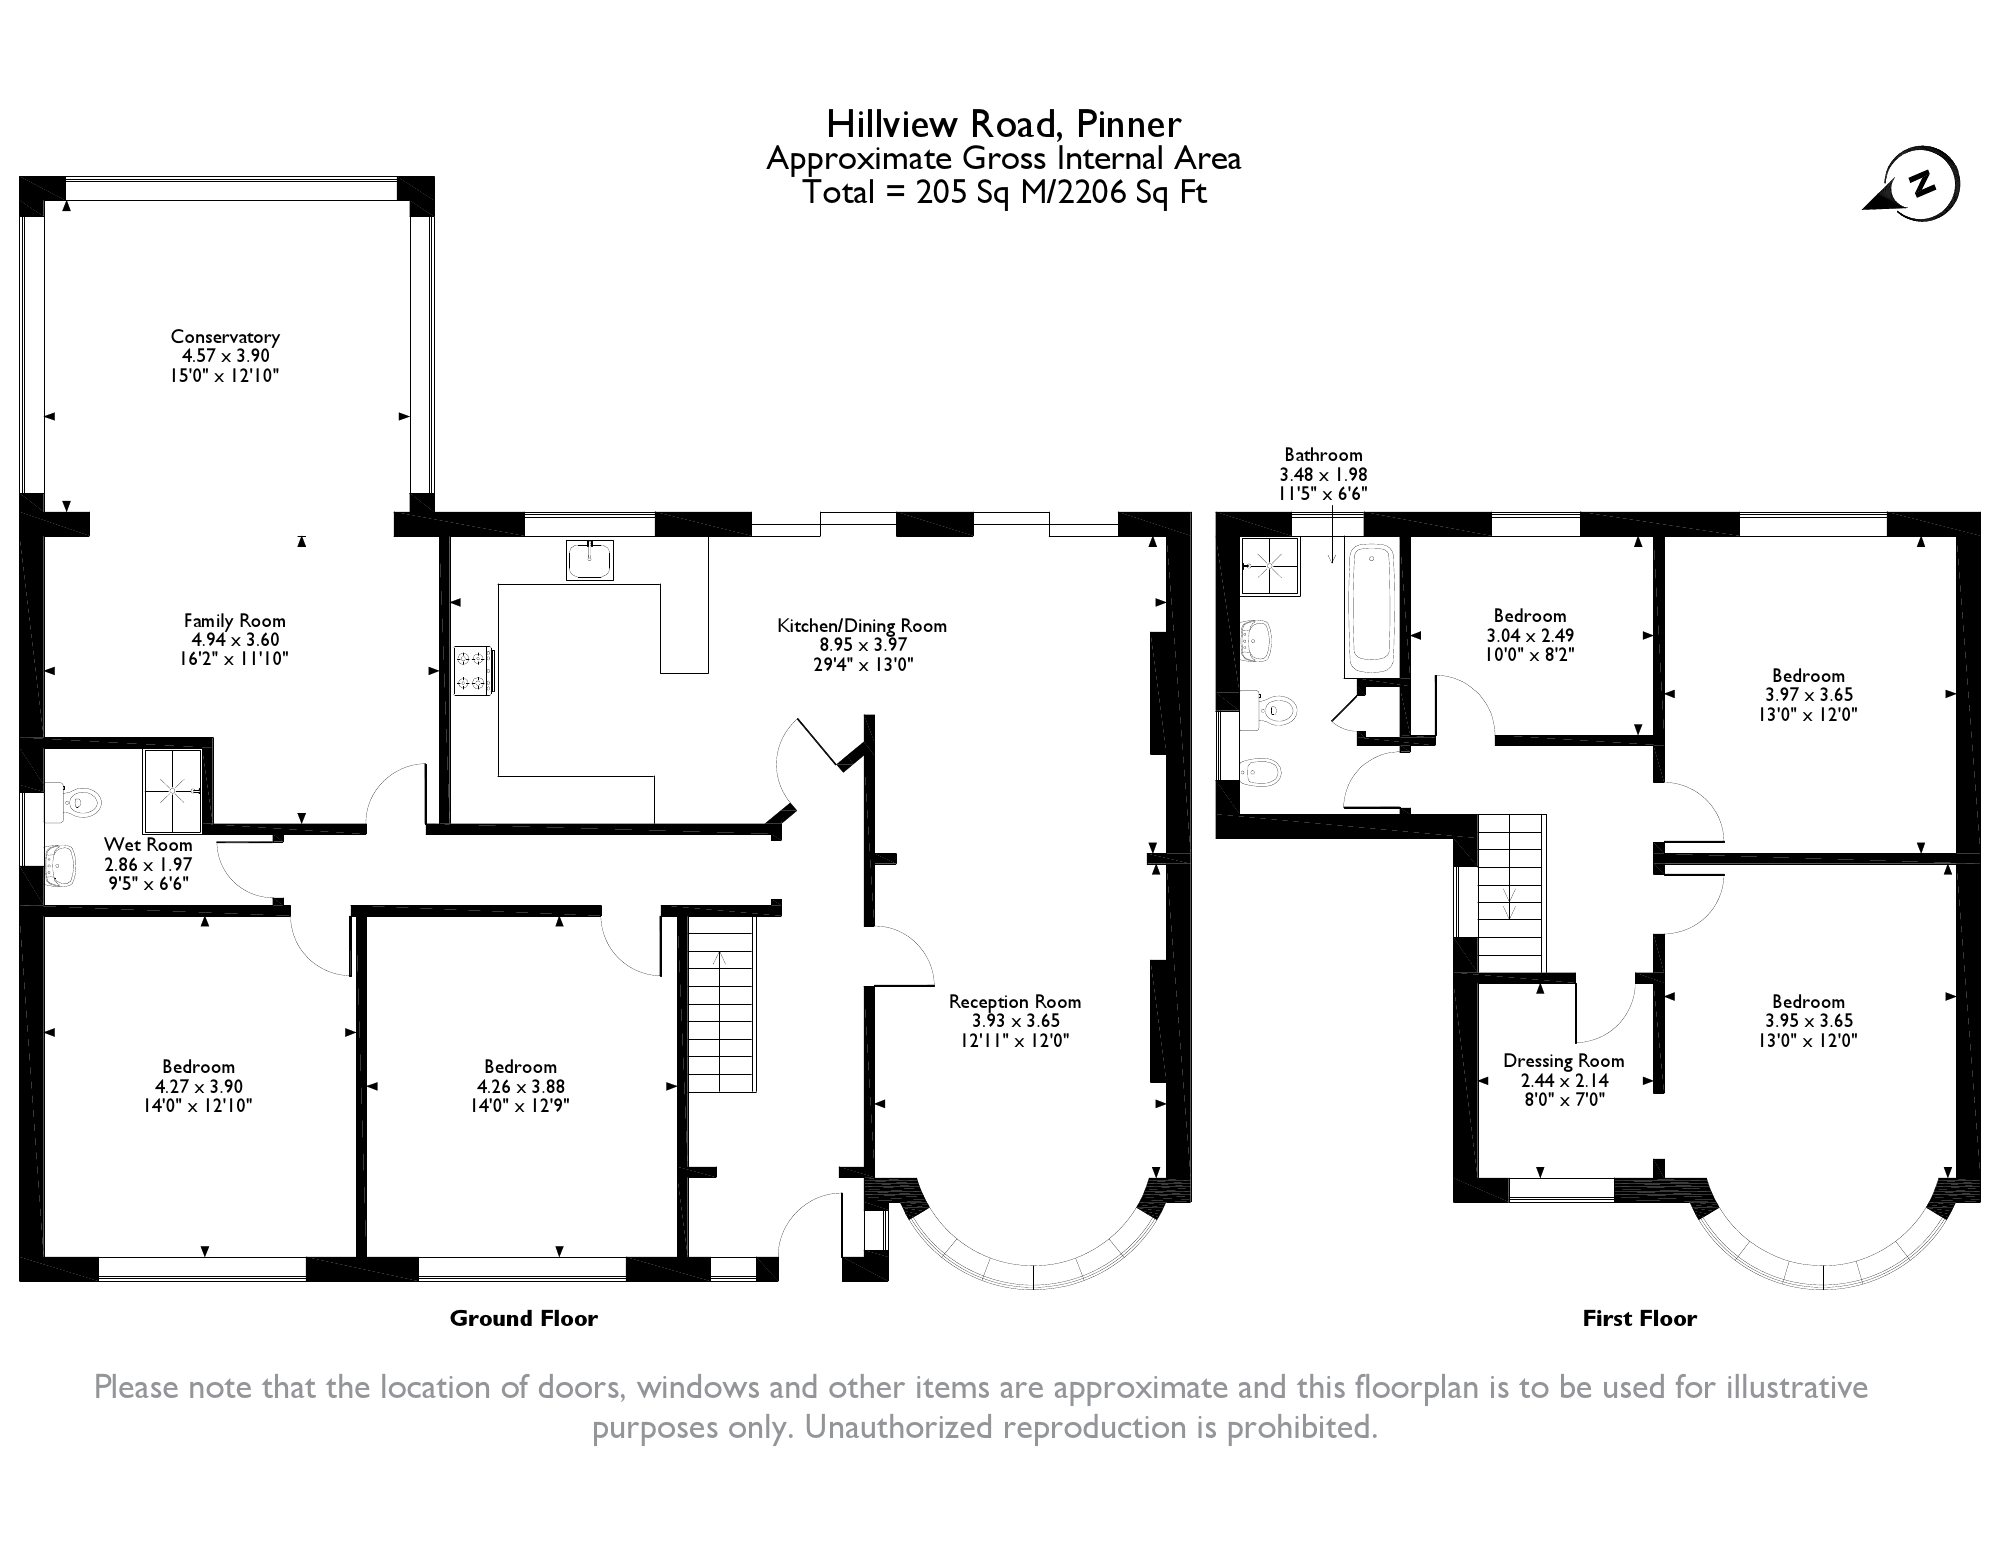 Hillview Road, Pinner
Approximate Gross Internal Area
Total = 205 Sq M/2206 Sq Ft
N
Conservatory
4.57 x 3.90
15'0" x 12'10"
Family Room
4.94 x 3.60
16'2" x 11'10"
Kitchen/Dining Room
8.95 x 3.97
29'4" x 13'0"
Wet Room
2.86 x 1.97
9'5" x 6'6"
Bedroom
4.27 x 3.90
14'0" x 12'10"
Bedroom
4.26 x 3.88
14'0" x 12'9"
Reception Room
3.93 x 3.65
12'11" x 12'0"
Ground Floor
Bathroom
3.48 x 1.98
11'5" x 6'6"
Bedroom
3.04 x 2.49
10'0" x 8'2"
Bedroom
3.97 x 3.65
13'0" x 12'0"
Dressing Room
2.44 x 2.14
8'0" x 7'0"
Bedroom
3.95 x 3.65
13'0" x 12'0"
First Floor
Please note that the location of doors, windows and other items are approximate and this floorplan is to be used for illustrative
purposes only. Unauthorized reproduction is prohibited.